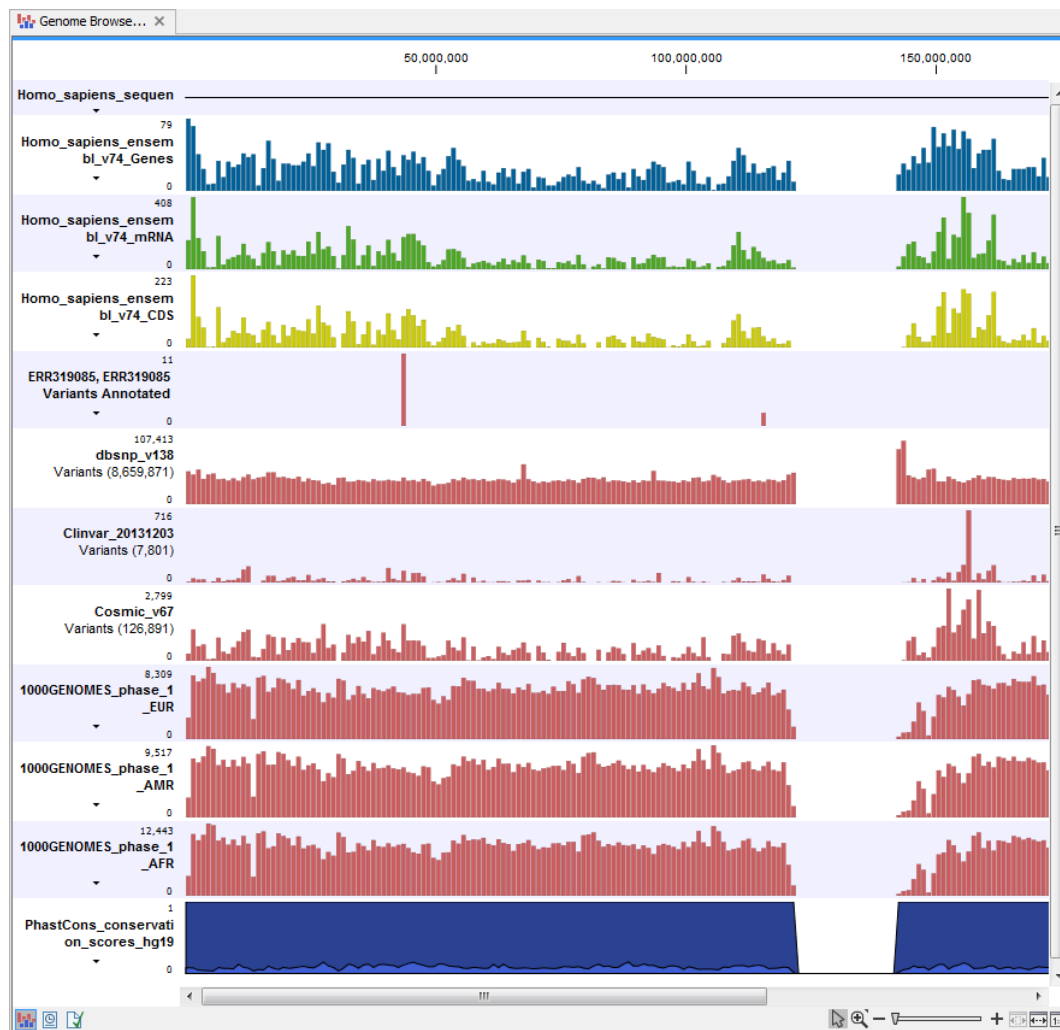 Genome Browse...
50,000,000 100,000,000 150,000,000
Homo_sapiens_sequen
79
Homo_sapiens_ensem
bl_v74_Genes
0
408
Homo_sapiens_ensem
bl_v74_mRNA
0
223
Homo_sapiens_ensem
bl_v74_CDS
0
11
ERR319085, ERR319085
Variants Annotated
0
107,413
dbsnp_v138
Variants (8,659,871)
0
716
Clinvar_20131203
Variants (7,801)
0
2,799
Cosmic_v67
Variants (126,891)
0
8,309
1000GENOMES_phase_1
_EUR
0
9,517
1000GENOMES_phase_1
_AMR
0
12,443
1000GENOMES_phase_1
_AFR
0
1
PhastCons_conservati
on_scores_hg19
0